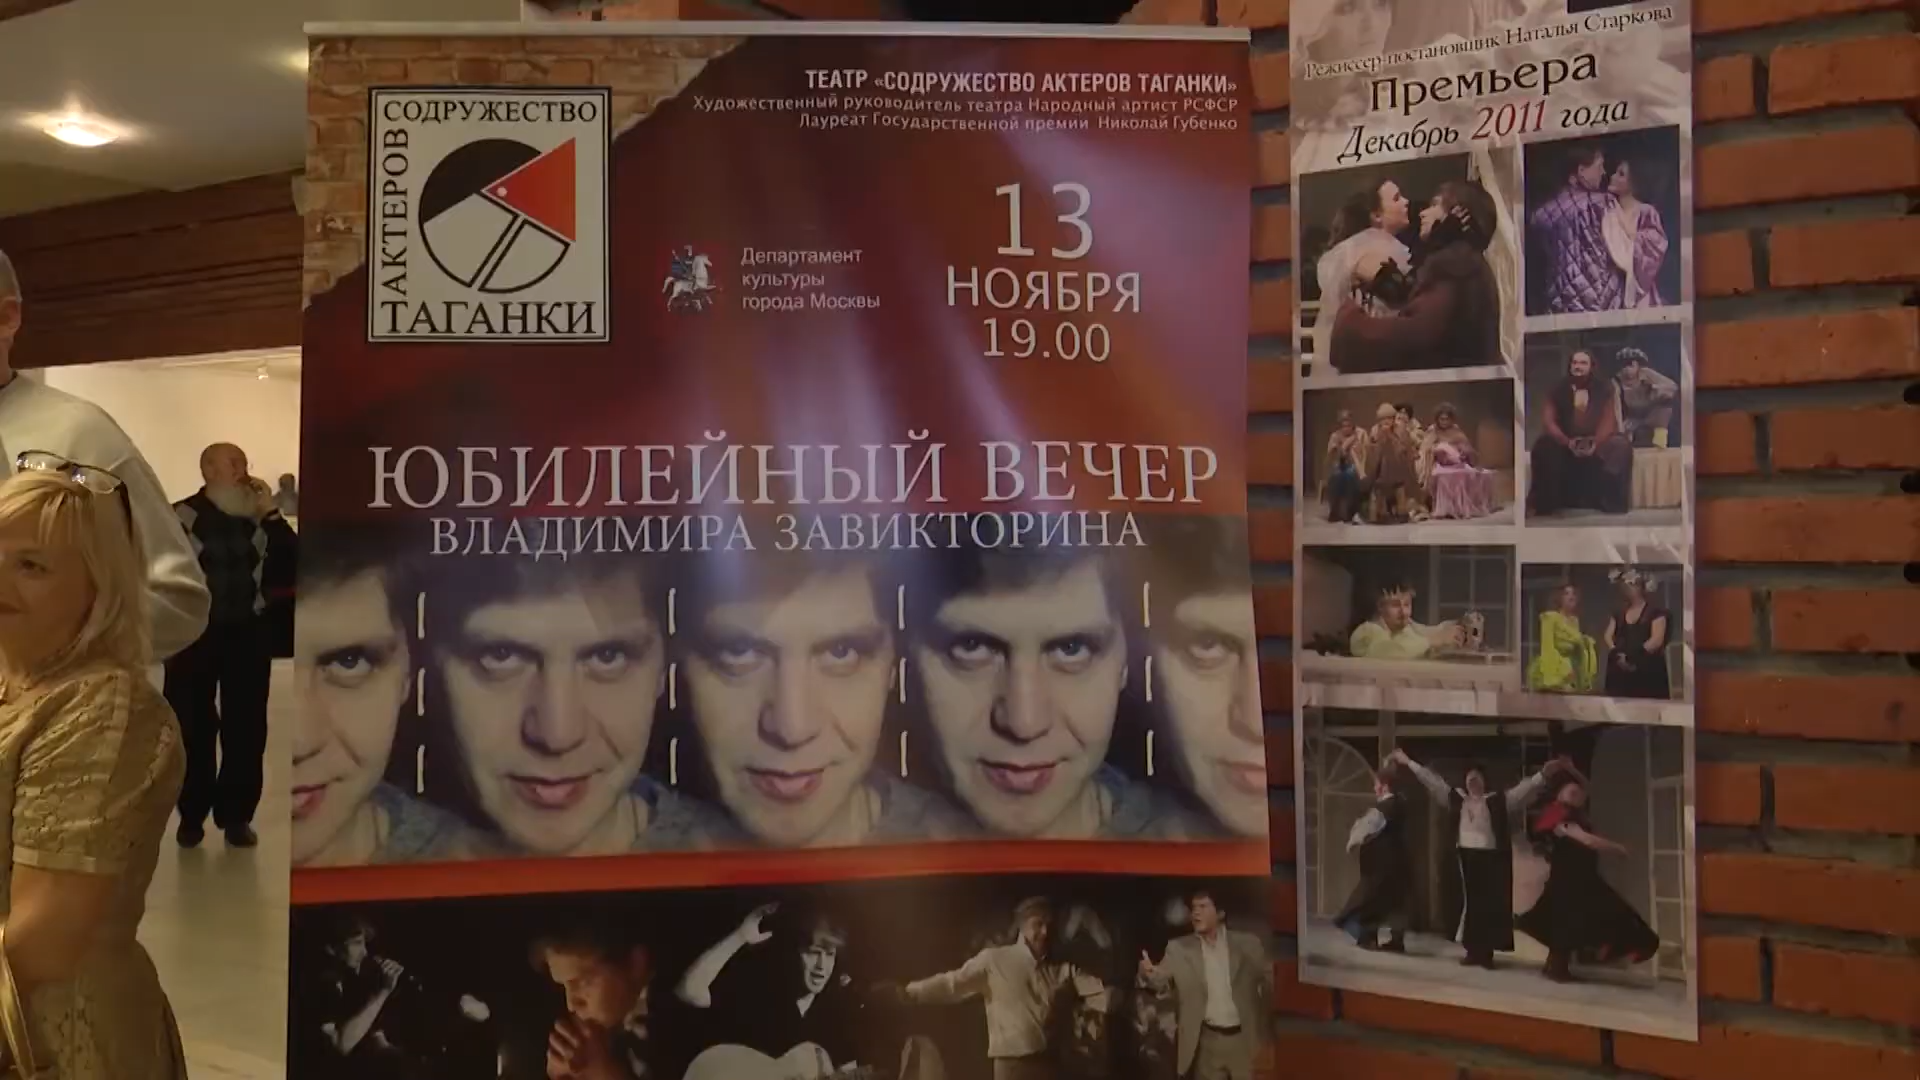 СОДРУЖЕСТВО
АКТЕРОВ
ТАГАНКИ
ТЕАТР «СОДРУЖЕСТВО АКТЕРОВ ТАГАНКИ»
Художественный руководитель театра Народный артист РСФСР
Лауреат Государственной премии Николай Губенко
Департамент
культуры
города Москвы
13
НОЯБРЯ
19.00
ЮБИЛЕЙНЫЙ ВЕЧЕР
ВЛАДИМИРА ЗАВИКТОРИНА
Режиссер-постановщик Наталья Старкова
Премьера
Декабрь 2011 года